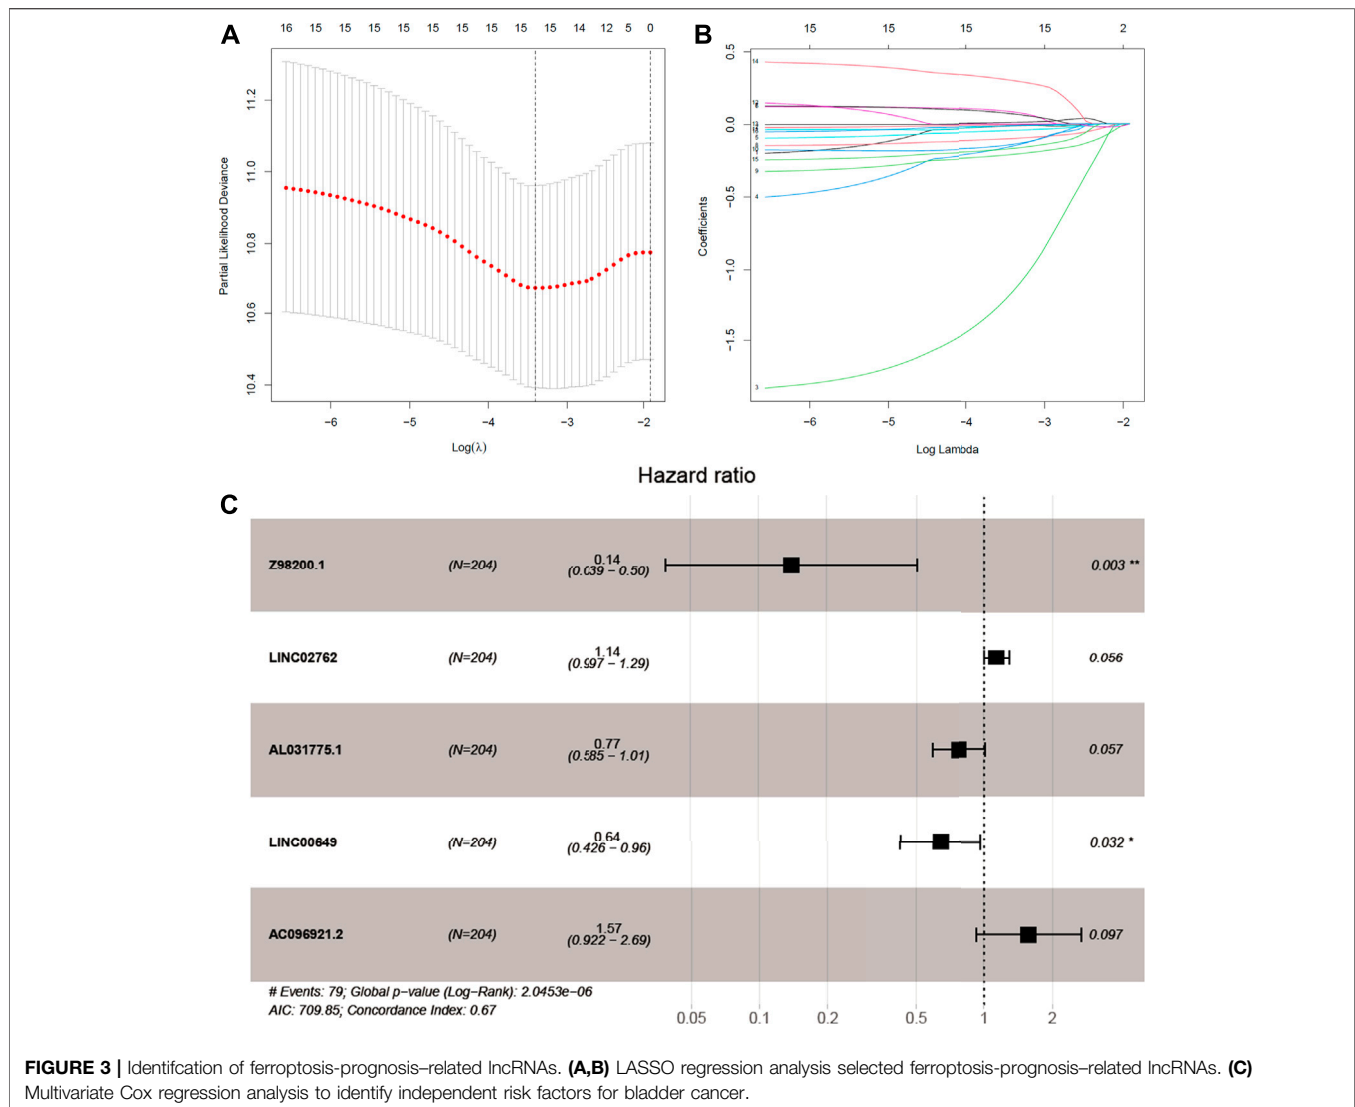 A
16 15 15 15 15 15 15 15 15 15 14 12 5 0
Partial Likelihood Deviance
11.2
11.0
10.8
10.6
10.4
−6 −5 −4 −3 −2
Log(λ)
B
15 15 15 15 2
Coefficients
0.5
0.0
−0.5
−1.0
−1.5
14
5
15
9
4
3
−6 −5 −4 −3 −2
Log Lambda
Hazard ratio
C
Z98200.1 (N=204) 0.14 (0.039 − 0.50) 0.003 **
LINC02762 (N=204) 1.14 (0.997 − 1.29) 0.056
AL031775.1 (N=204) 0.77 (0.585 − 1.01) 0.057
LINC00649 (N=204) 0.64 (0.426 − 0.96) 0.032 *
AC096921.2 (N=204) 1.57 (0.922 − 2.69) 0.097
# Events: 79; Global p−value (Log−Rank): 2.0453e−06
AIC: 709.85; Concordance Index: 0.67
0.05 0.1 0.2 0.5 1 2
FIGURE 3 | Identifcation of ferroptosis-prognosis–related lncRNAs. (A,B) LASSO regression analysis selected ferroptosis-prognosis–related lncRNAs. (C)
Multivariate Cox regression analysis to identify independent risk factors for bladder cancer.